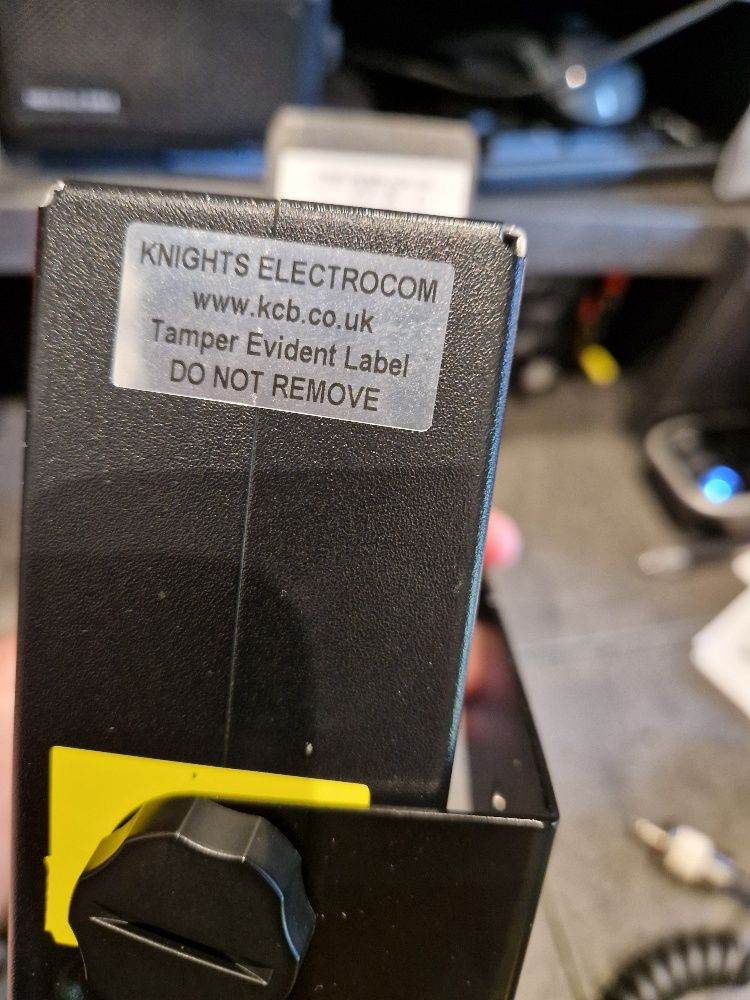 KNIGHTS ELECTROCOM
www.kcb.co.uk
Tamper Evident Label
DO NOT REMOVE